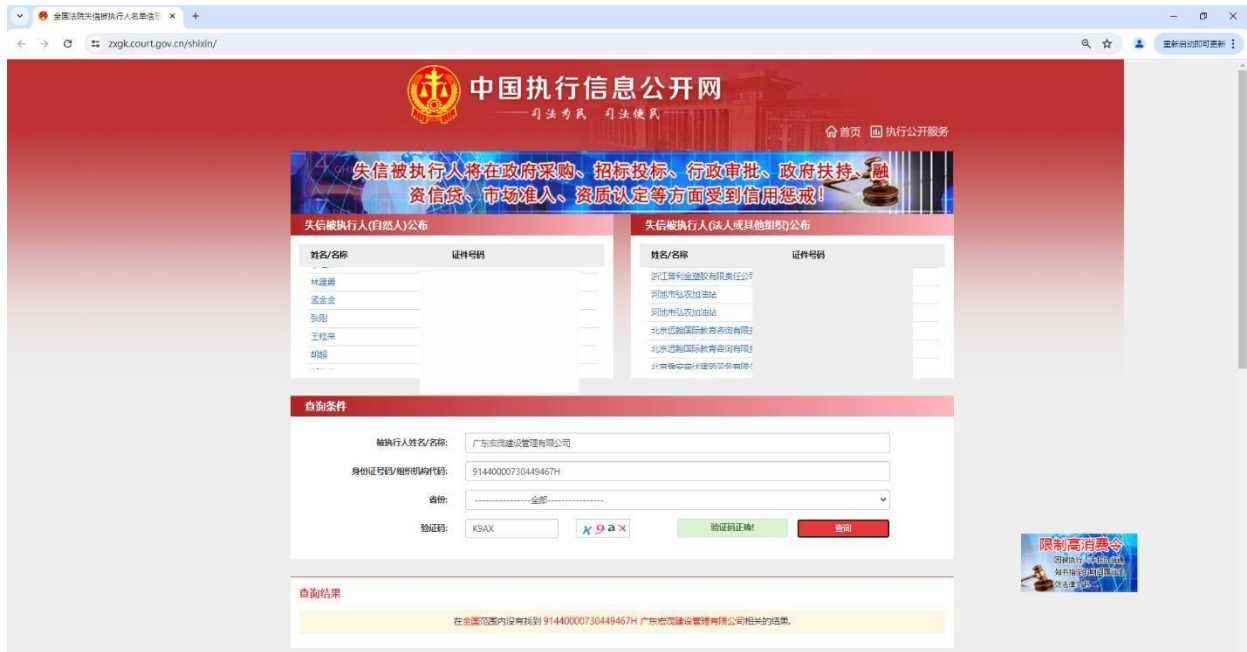 全国法院失信被执行人名单信息
zxgk.court.gov.cn/shixin/
重新启动即可更新
中国执行信息公开网
司法为民 司法便民
首页 执行公开服务
失信被执行人将在政府采购、招标投标、行政审批、政府扶持、融
资信贷、市场准入、资质认定等方面受到信用惩戒!
失信被执行人(自然人)公布
姓名/名称 证件号码
林建勇
孟金金
张刚
王桂来
胡超
失信被执行人(法人或其他组织)公布
姓名/名称 证件号码
浙江普利金塑胶有限责任公司
河池市弘农加油站
河池市弘农加油站
北京远翰国际教育咨询有限
北京远翰国际教育咨询有限
查询条件
被执行人姓名/名称: 广东宏茂建设管理有限公司
身份证号码/组织机构代码: 91440000730449467H
省份: ----------------全部----------------
验证码: K9AX K9ax 验证码正确! 查询
限制高消费令
查询结果
在全国范围内没有找到 91440000730449467H 广东宏茂建设管理有限公司相关的结果.